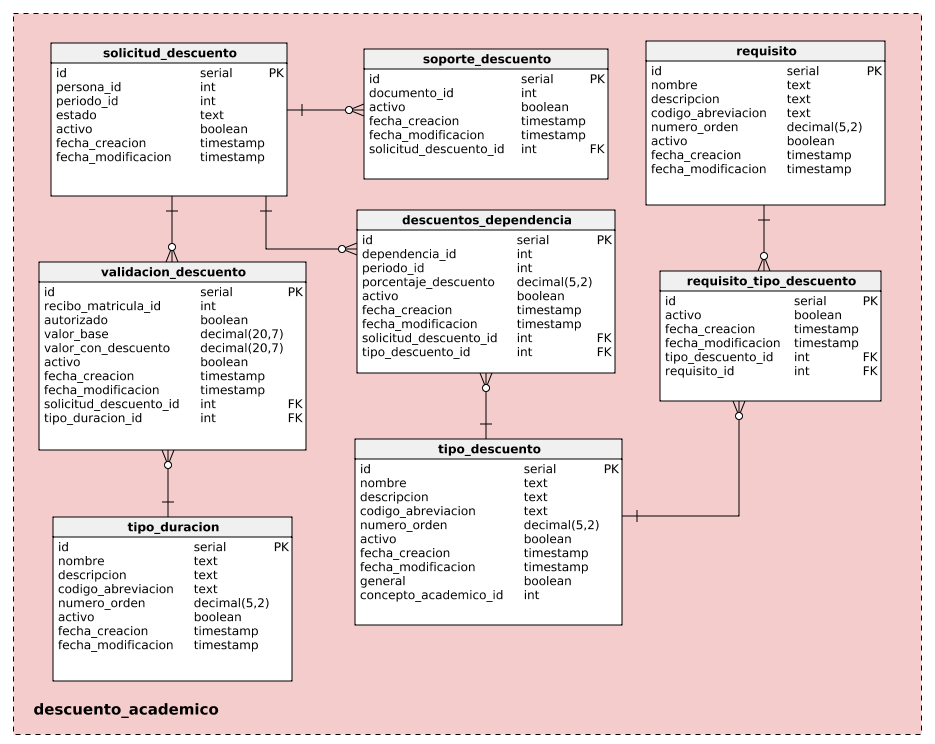 solicitud_descuento
id serial PK
persona_id int
periodo_id int
estado text
activo boolean
fecha_creacion timestamp
fecha_modificacion timestamp
soporte_descuento
id serial PK
documento_id int
activo boolean
fecha_creacion timestamp
fecha_modificacion timestamp
solicitud_descuento_id int FK
requisito
id serial PK
nombre text
descripcion text
codigo_abreviacion text
numero_orden decimal(5,2)
activo boolean
fecha_creacion timestamp
fecha_modificacion timestamp
descuentos_dependencia
id serial PK
dependencia_id int
periodo_id int
porcentaje_descuento decimal(5,2)
activo boolean
fecha_creacion timestamp
fecha_modificacion timestamp
solicitud_descuento_id int FK
tipo_descuento_id int FK
validacion_descuento
id serial PK
recibo_matricula_id int
autorizado boolean
valor_base decimal(20,7)
valor_con_descuento decimal(20,7)
activo boolean
fecha_creacion timestamp
fecha_modificacion timestamp
solicitud_descuento_id int FK
tipo_duracion_id int FK
requisito_tipo_descuento
id serial PK
activo boolean
fecha_creacion timestamp
fecha_modificacion timestamp
tipo_descuento_id int FK
requisito_id int FK
tipo_descuento
id serial PK
nombre text
descripcion text
codigo_abreviacion text
numero_orden decimal(5,2)
activo boolean
fecha_creacion timestamp
fecha_modificacion timestamp
general boolean
concepto_academico_id int
tipo_duracion
id serial PK
nombre text
descripcion text
codigo_abreviacion text
numero_orden decimal(5,2)
activo boolean
fecha_creacion timestamp
fecha_modificacion timestamp
descuento_academico